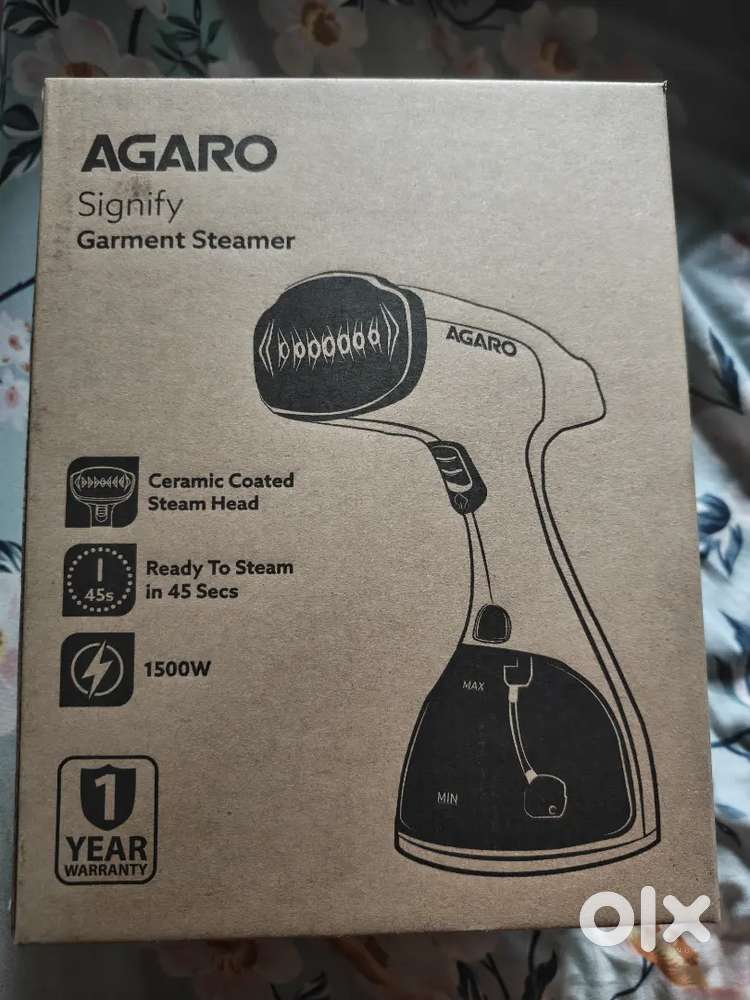 AGARO
Signify
Garment Steamer
AGARO
Ceramic Coated
Steam Head
45s
Ready To Steam
in 45 Secs
1500W
MAX
MIN
1
YEAR
WARRANTY
olx